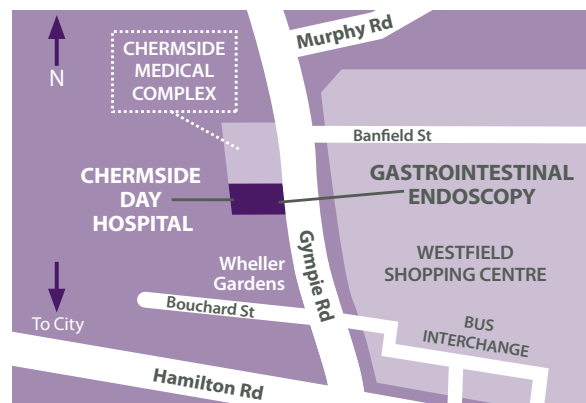 Murphy Rd
CHERMSIDE
MEDICAL
COMPLEX
N
Banfield St
CHERMSIDE
DAY
HOSPITAL
GASTROINTESTINAL
ENDOSCOPY
Gympie Rd
WESTFIELD
SHOPPING CENTRE
Wheller
Gardens
Bouchard St
To City
BUS
INTERCHANGE
Hamilton Rd